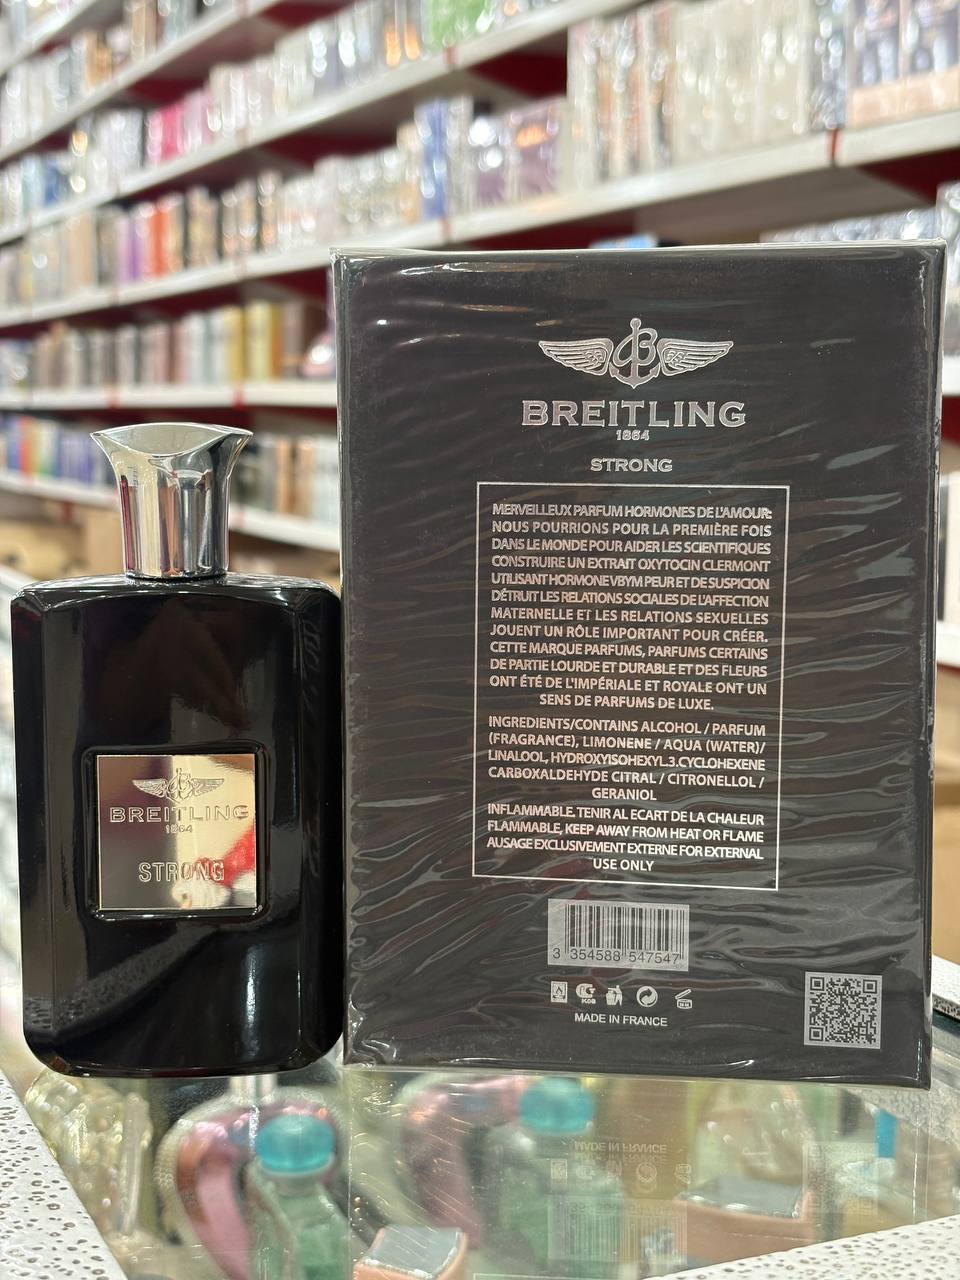 BREITLING
1864
STRONG
MERVEILLEUX PARFUM HORMONES DE L'AMOUR:
NOUS POURRIONS POUR LA PREMIÈRE FOIS
DANS LE MONDE POUR AIDER LES SCIENTIFIQUES
CONSTRUIRE UN EXTRAIT OXYTOCIN CLERMONT
UTILISANT HORMONE VBYM PEUR ET DE SUSPICION
DÉTRUIT LES RELATIONS SOCIALES DE L'AFFECTION
MATERNELLE ET LES RELATIONS SEXUELLES
JOUENT UN RÔLE IMPORTANT POUR CRÉER.
CETTE MARQUE PARFUMS, PARFUMS CERTAINS
DE PARTIE LOURDE ET DURABLE ET DES FLEURS
ONT ÉTÉ DE L'IMPÉRIALE ET ROYALE ONT UN
SENS DE PARFUMS DE LUXE.
INGREDIENTS/CONTAINS ALCOHOL / PARFUM
(FRAGRANCE), LIMONENE / AQUA (WATER)/
LINALOOL, HYDROXYISOHEXYL.3.CYCLOHEXENE
CARBOXALDEHYDE CITRAL / CITRONELLOL /
GERANIOL
INFLAMMABLE. TENIR AL ECART DE LA CHALEUR
FLAMMABLE, KEEP AWAY FROM HEAT OR FLAME
AUSAGE EXCLUSIVEMENT EXTERNE FOR EXTERNAL
USE ONLY
3 354588 547547
MADE IN FRANCE
BREITLING
1864
STRONG